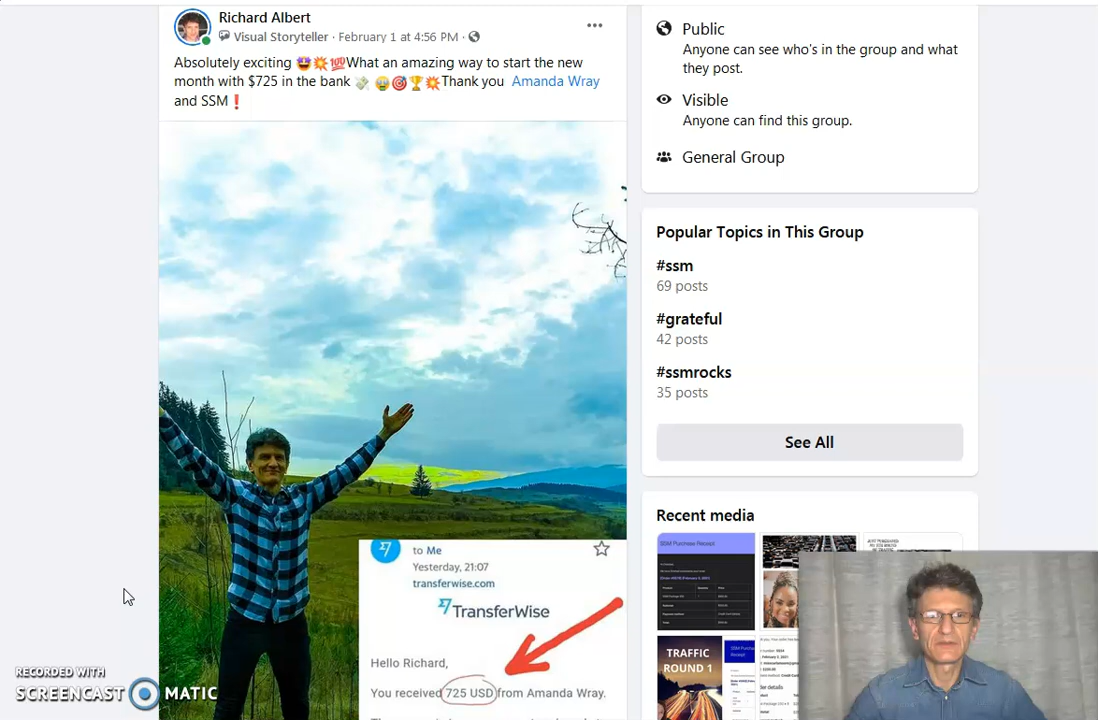 Richard Albert
Visual Storyteller · February 1 at 4:56 PM ·
Absolutely exciting 🤩💥💯What an amazing way to start the new
month with $725 in the bank 💸 🤑🎯🏆💥Thank you Amanda Wray
and SSM❗
to Me
Yesterday, 21:07
transferwise.com
TransferWise
Hello Richard,
You received 725 USD from Amanda Wray.
RECORDED WITH
SCREENCAST MATIC
Public
Anyone can see who's in the group and what
they post.
Visible
Anyone can find this group.
General Group
Popular Topics in This Group
#ssm
69 posts
#grateful
42 posts
#ssmrocks
35 posts
See All
Recent media
SSM Purchase Receipt
TRAFFIC
ROUND 1